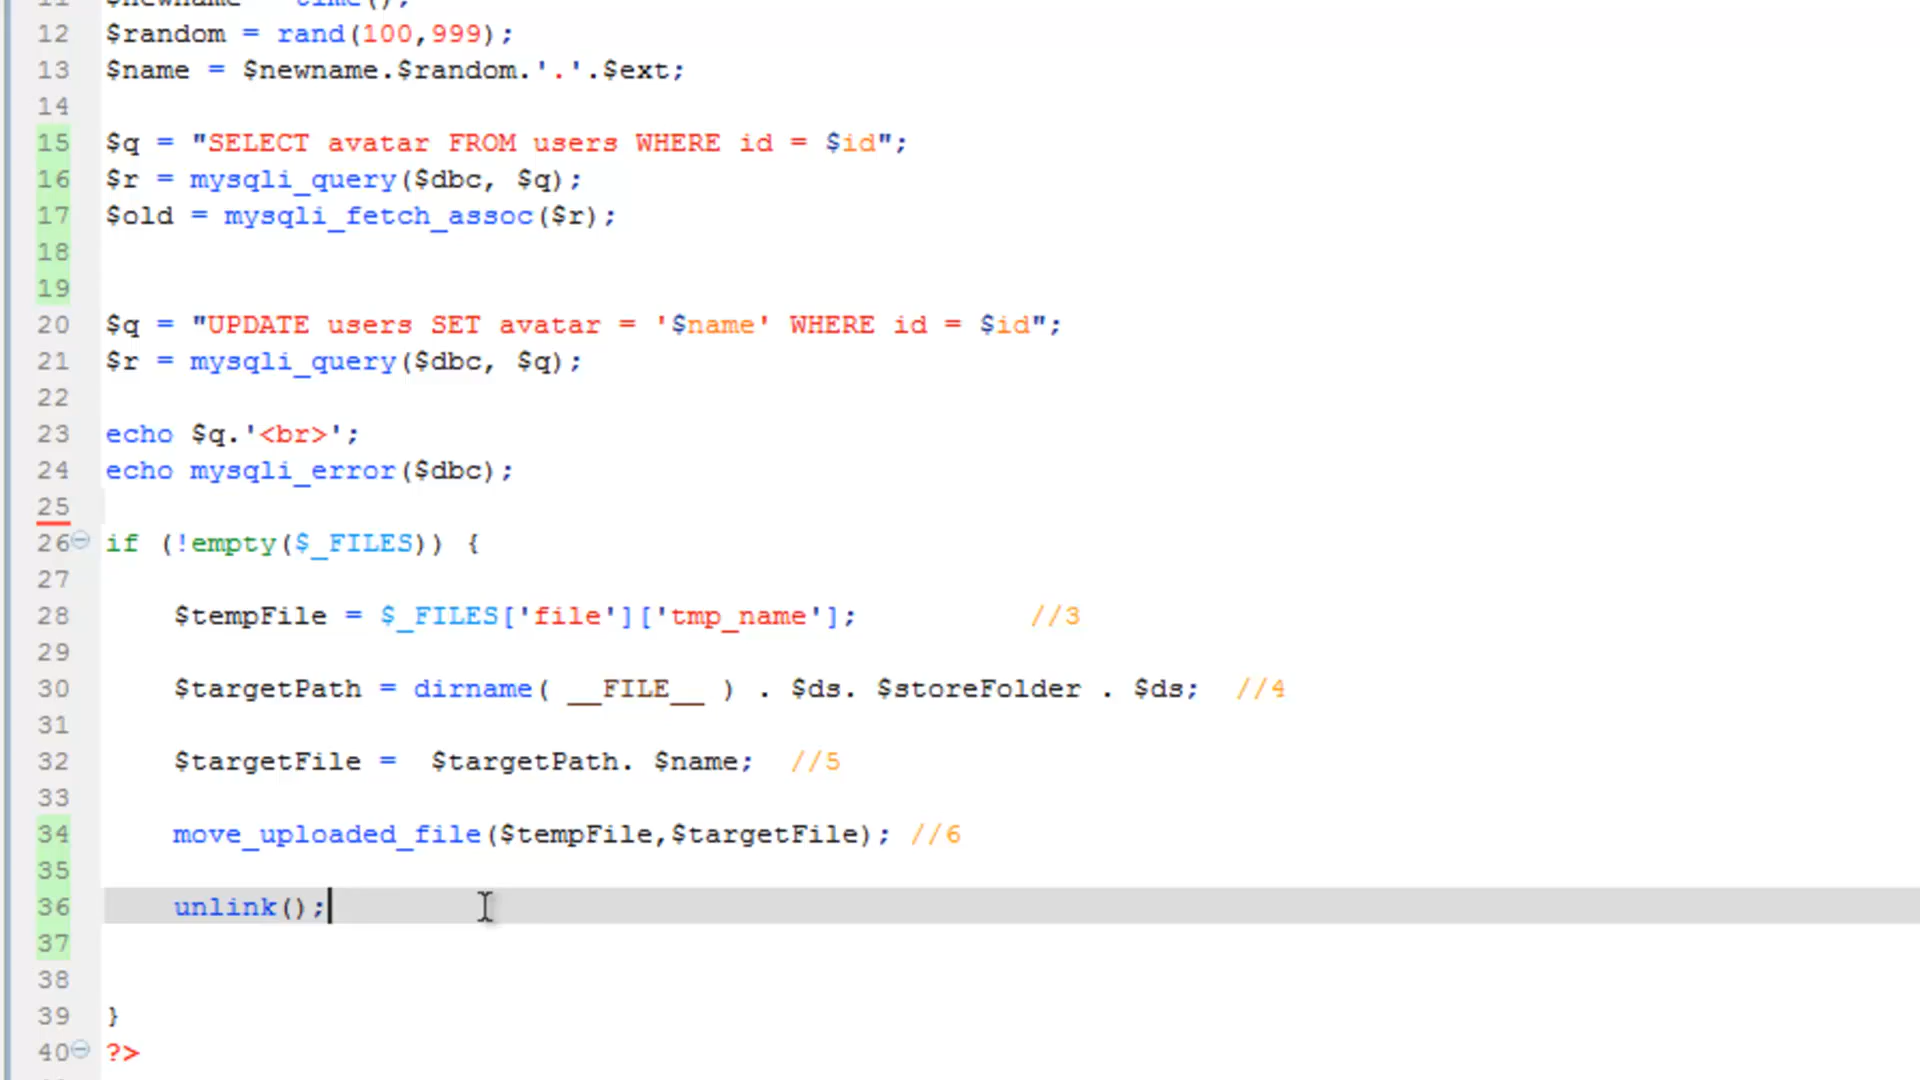 11 $newname = time();
12 $random = rand(100,999);
13 $name = $newname.$random.'.'.$ext;
14
15 $q = "SELECT avatar FROM users WHERE id = $id";
16 $r = mysqli_query($dbc, $q);
17 $old = mysqli_fetch_assoc($r);
18
19
20 $q = "UPDATE users SET avatar = '$name' WHERE id = $id";
21 $r = mysqli_query($dbc, $q);
22
23 echo $q.'<br>';
24 echo mysqli_error($dbc);
25
26 if (!empty($_FILES)) {
27
28 $tempFile = $_FILES['file']['tmp_name']; //3
29
30 $targetPath = dirname( __FILE__ ) . $ds. $storeFolder . $ds; //4
31
32 $targetFile =  $targetPath. $name; //5
33
34 move_uploaded_file($tempFile,$targetFile); //6
35
36 unlink();
37
38
39 }
40 ?>